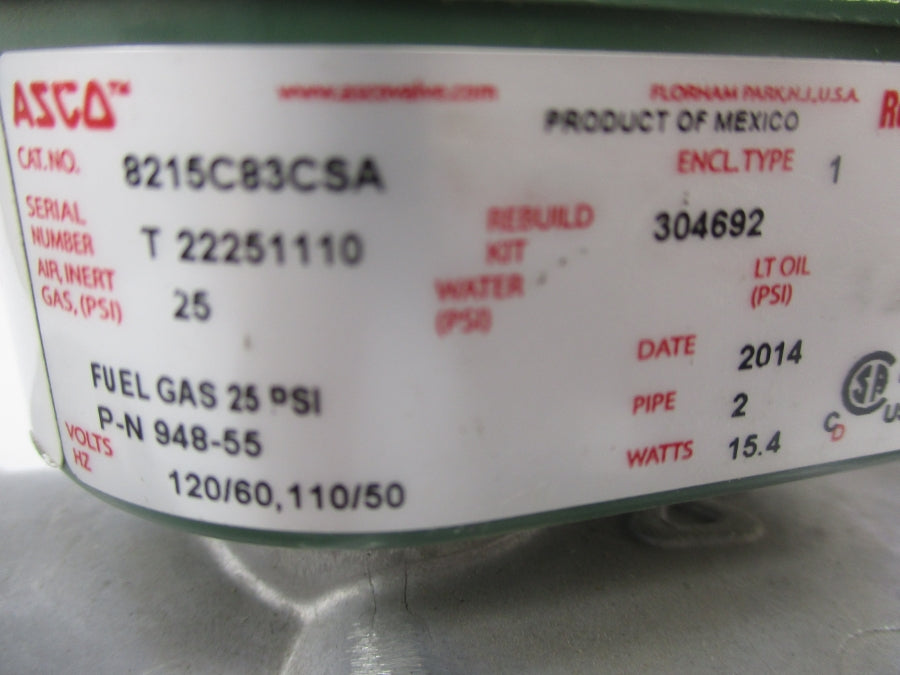 ASCO™ www.ascovalve.com FLORHAM PARK,N.J.,U.S.A.
PRODUCT OF MEXICO
CAT.NO. 8215C83CSA ENCL.TYPE 1
SERIAL NUMBER T 22251110 REBUILD KIT 304692
AIR, INERT GAS, (PSI) 25 WATER (PSI) LT OIL (PSI)
FUEL GAS 25 PSI DATE 2014
P-N 948-55 PIPE 2
VOLTS HZ 120/60,110/50 WATTS 15.4